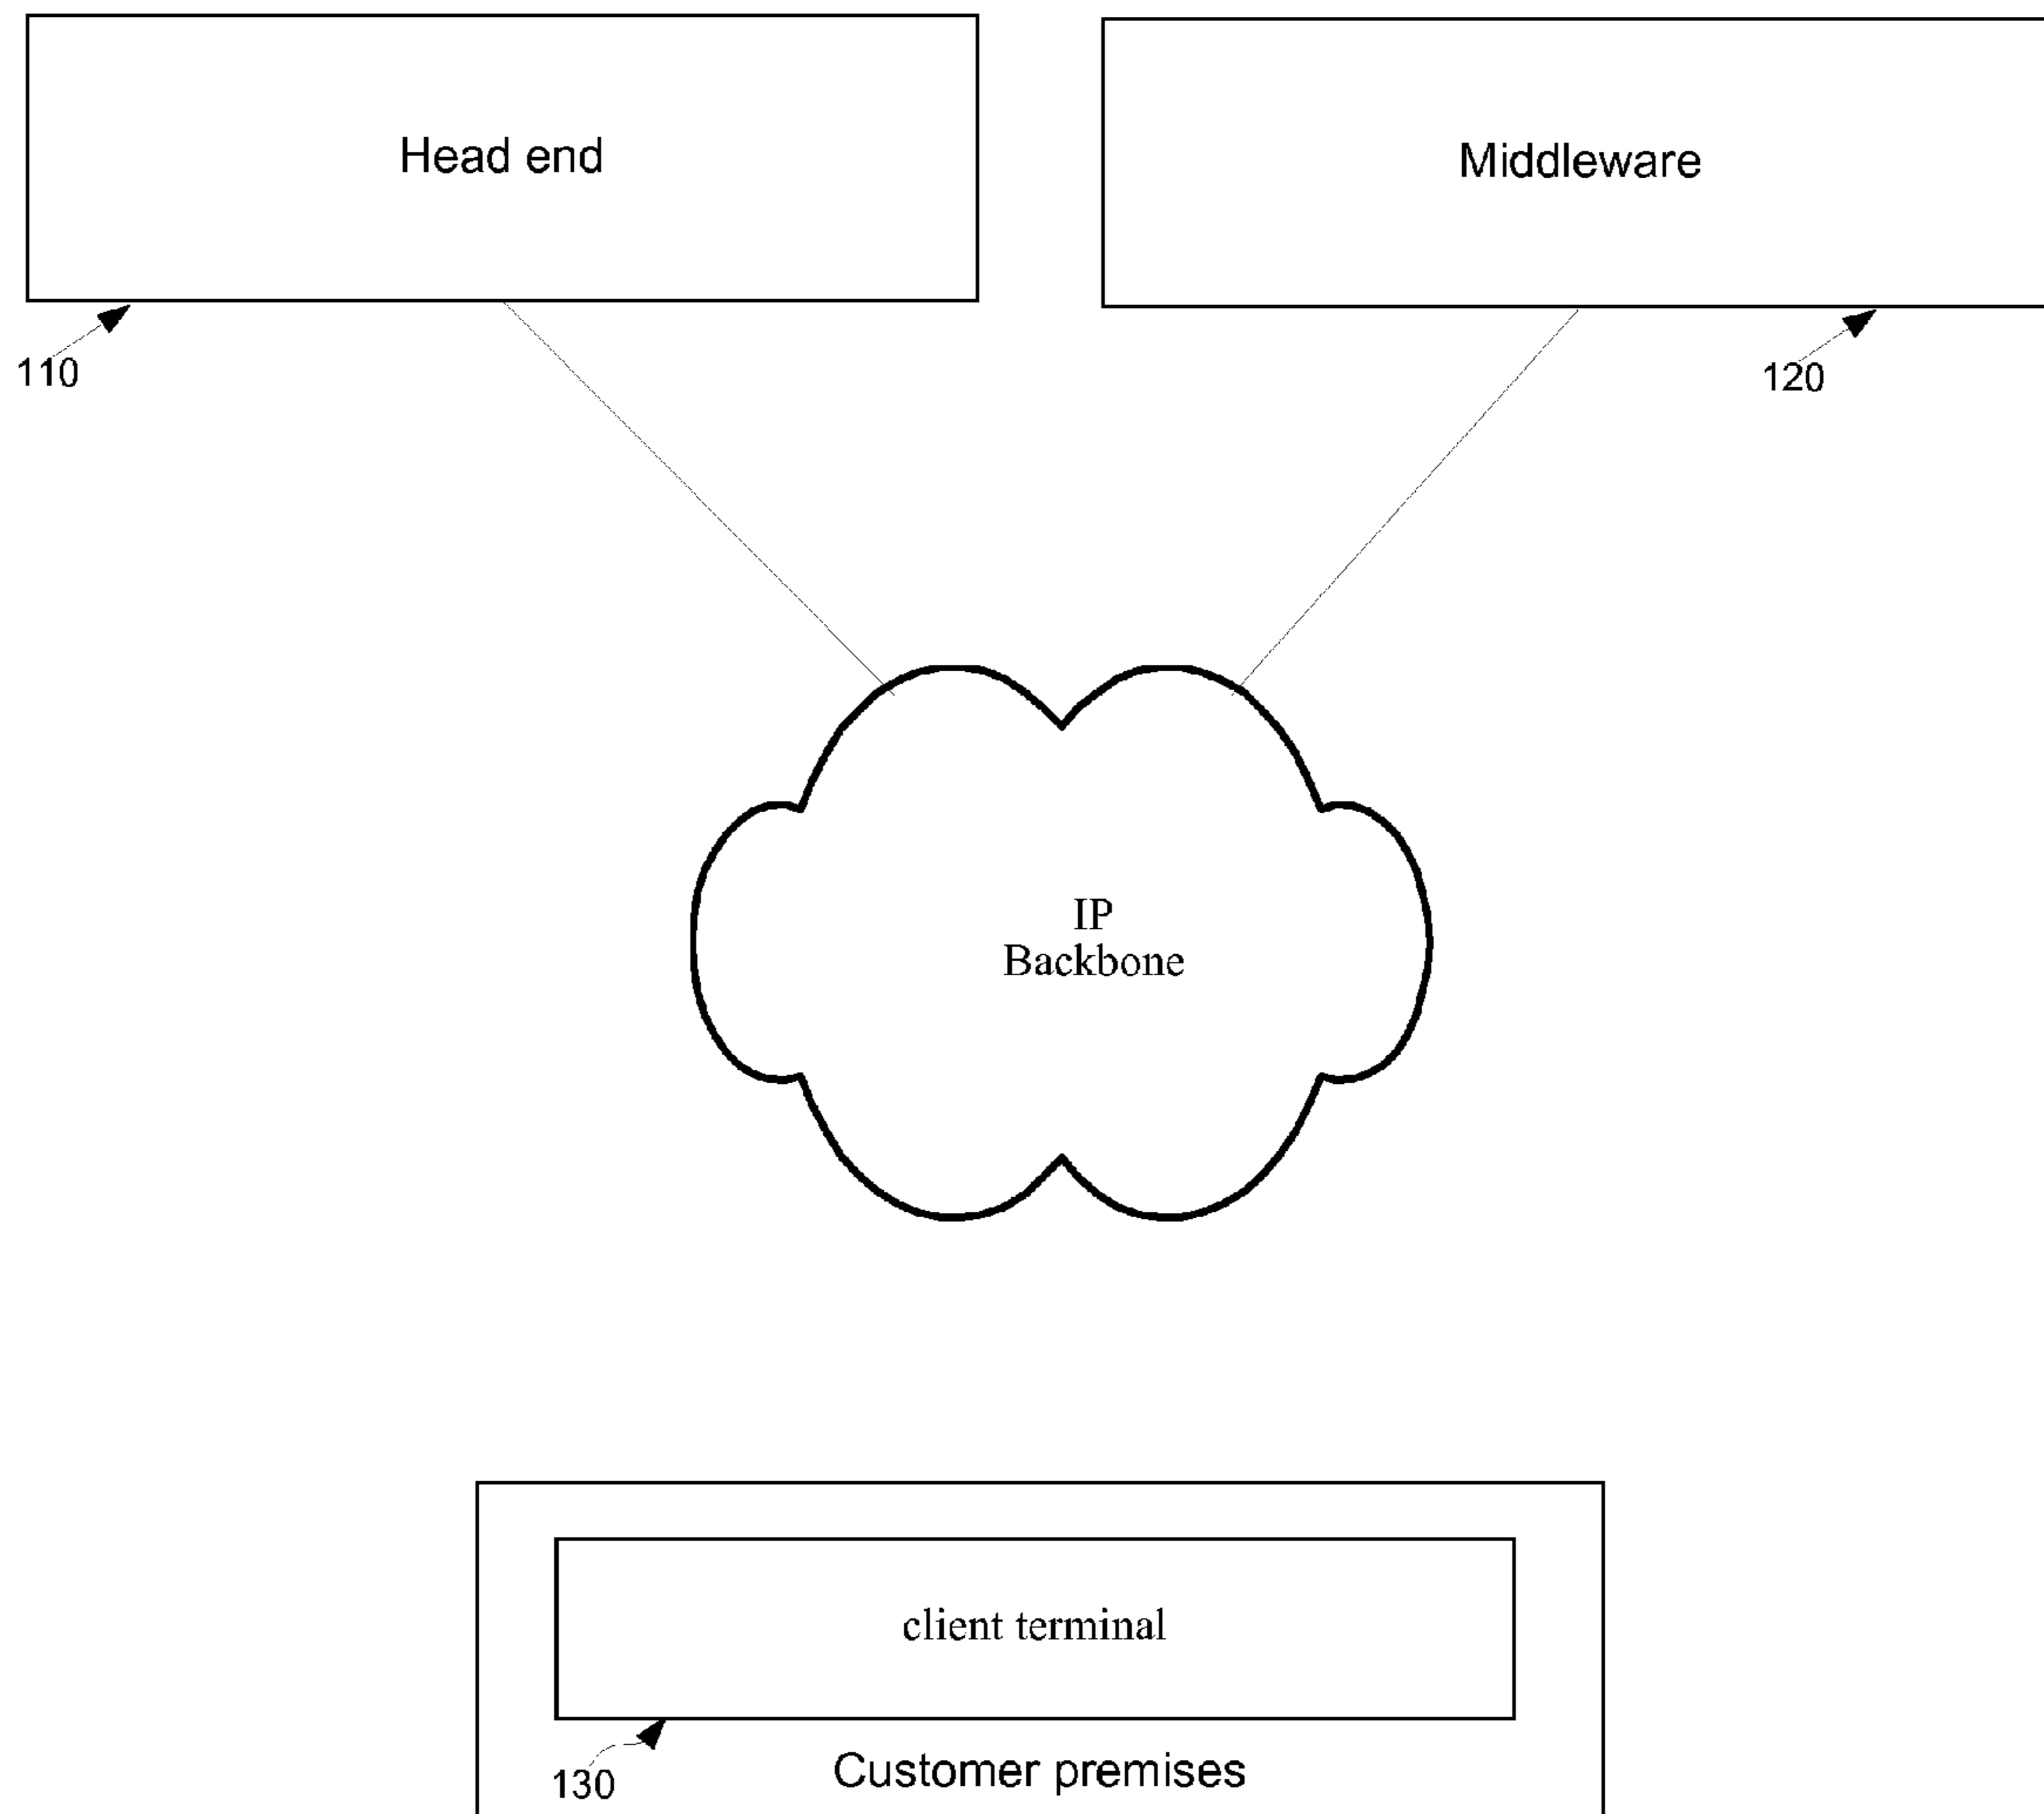 Head end
Middleware
110
120
IP
Backbone
client terminal
130
Customer premises